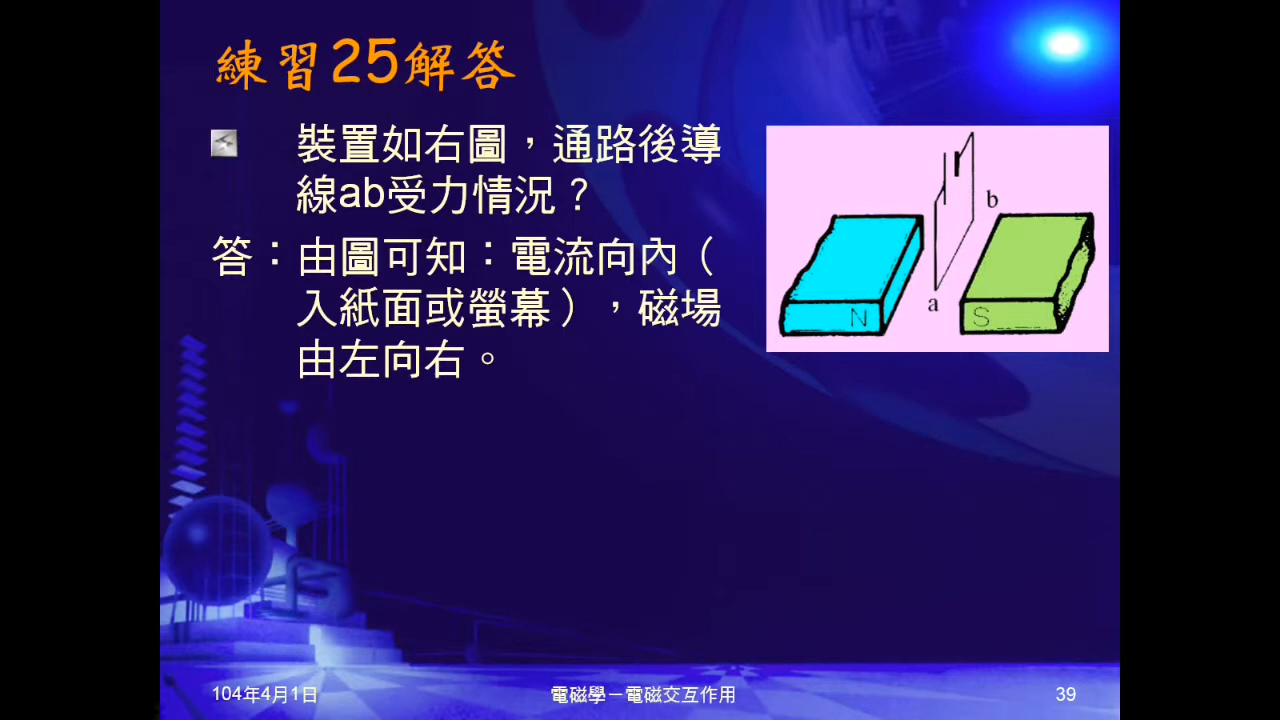 練習25解答
裝置如右圖，通路後導
線ab受力情況？
答：由圖可知：電流向內（
入紙面或螢幕），磁場
由左向右。
b
a
N
S
104年4月1日
電磁學－電磁交互作用
39